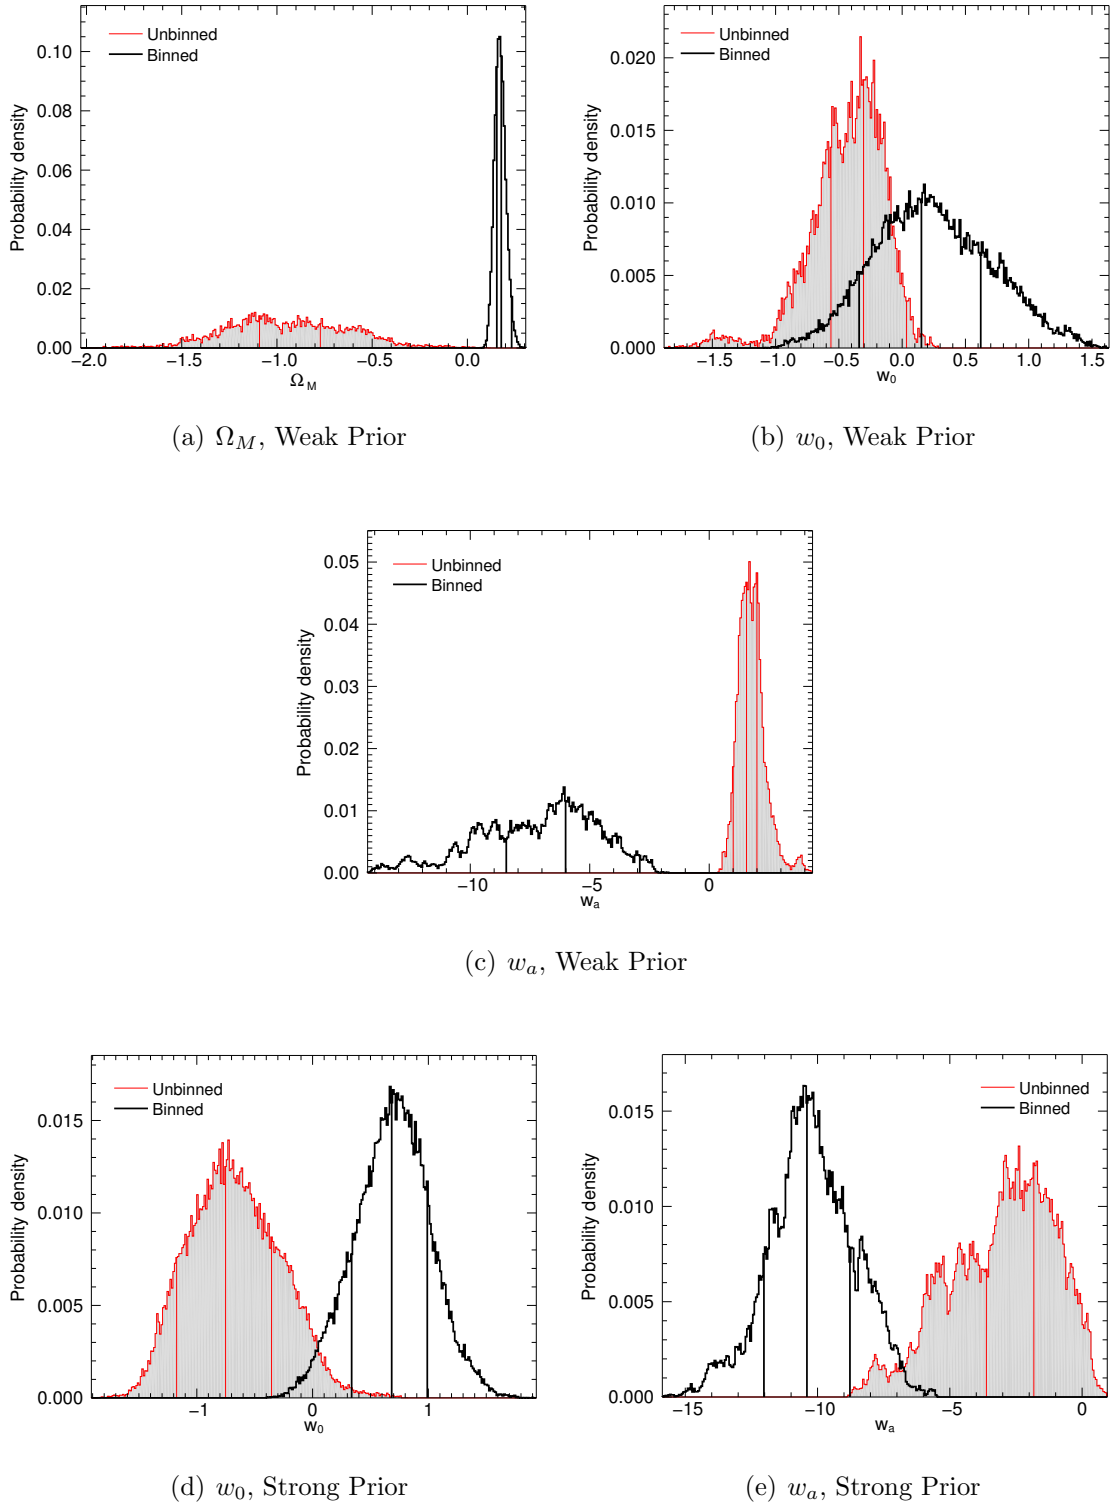 Unbinned
Binned
0.10
0.08
0.06
0.04
0.02
0.00
Probability density
−2.0 −1.5 −1.0 −0.5 0.0
Ω_M
(a) Ω_M, Weak Prior
Unbinned
Binned
0.020
0.015
0.010
0.005
0.000
Probability density
−1.5 −1.0 −0.5 0.0 0.5 1.0 1.5
w_0
(b) w_0, Weak Prior
Unbinned
Binned
0.05
0.04
0.03
0.02
0.01
0.00
Probability density
−10 −5 0
w_a
(c) w_a, Weak Prior
Unbinned
Binned
0.015
0.010
0.005
0.000
Probability density
−1 0 1
w_0
(d) w_0, Strong Prior
Unbinned
Binned
0.015
0.010
0.005
0.000
Probability density
−15 −10 −5 0
w_a
(e) w_a, Strong Prior